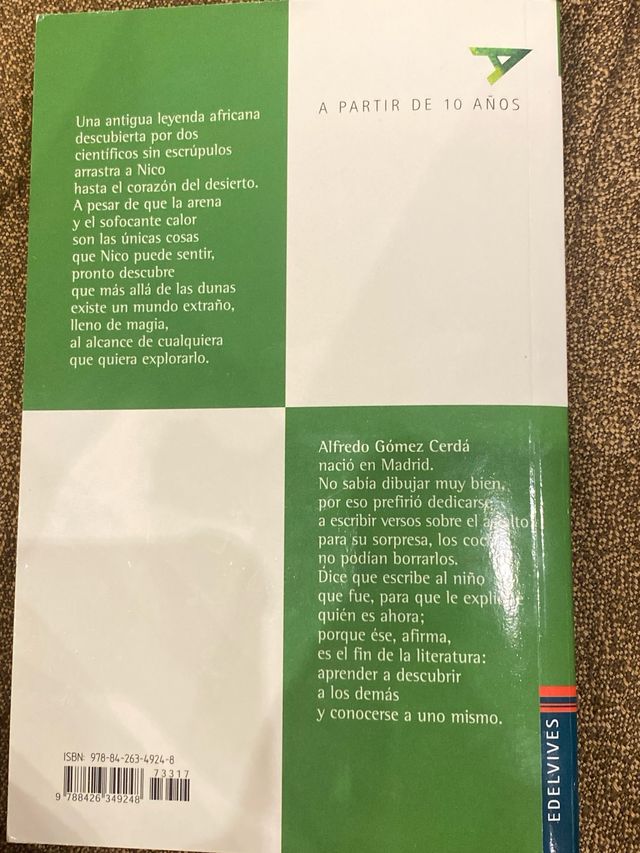 A PARTIR DE 10 AÑOS
Una antigua leyenda africana
descubierta por dos
científicos sin escrúpulos
arrastra a Nico
hasta el corazón del desierto.
A pesar de que la arena
y el sofocante calor
son las únicas cosas
que Nico puede sentir,
pronto descubre
que más allá de las dunas
existe un mundo extraño,
lleno de magia,
al alcance de cualquiera
que quiera explorarlo.
Alfredo Gómez Cerdá
nació en Madrid.
No sabía dibujar muy bien,
por eso prefirió dedicarse
a escribir versos sobre el
para su sorpresa, los
no podían borrarlos.
Dice que escribe al niño
que fue, para que le explique
quién es ahora;
porque ése, afirma,
es el fin de la literatura:
aprender a descubrir
a los demás
y conocerse a uno mismo.
ISBN: 978-84-263-4924-8
73317
9 788426 349248
EDELVIVES